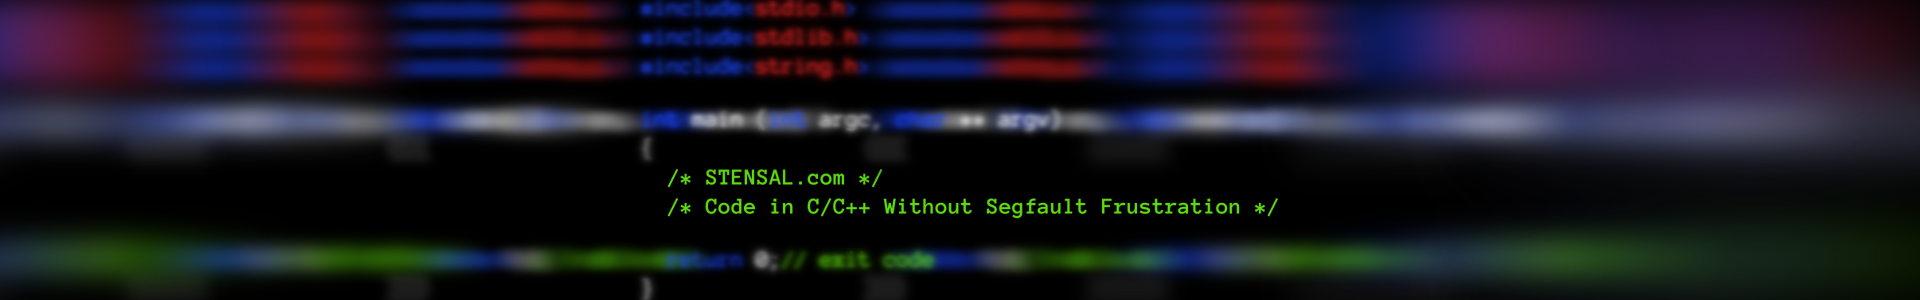 #include<stdio.h>
#include<stdlib.h>
#include<string.h>
int main (int argc, char ** argv)
{
/* STENSAL.com */
/* Code in C/C++ Without Segfault Frustration */
return 0;// exit code
}